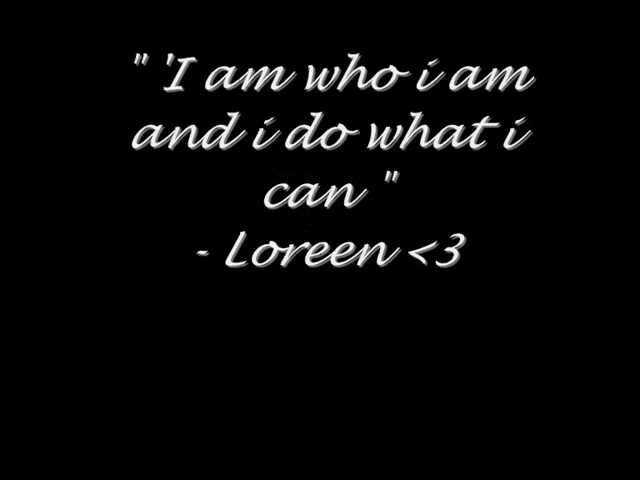 " 'I am who i am
and i do what i
can "
- Loreen <3